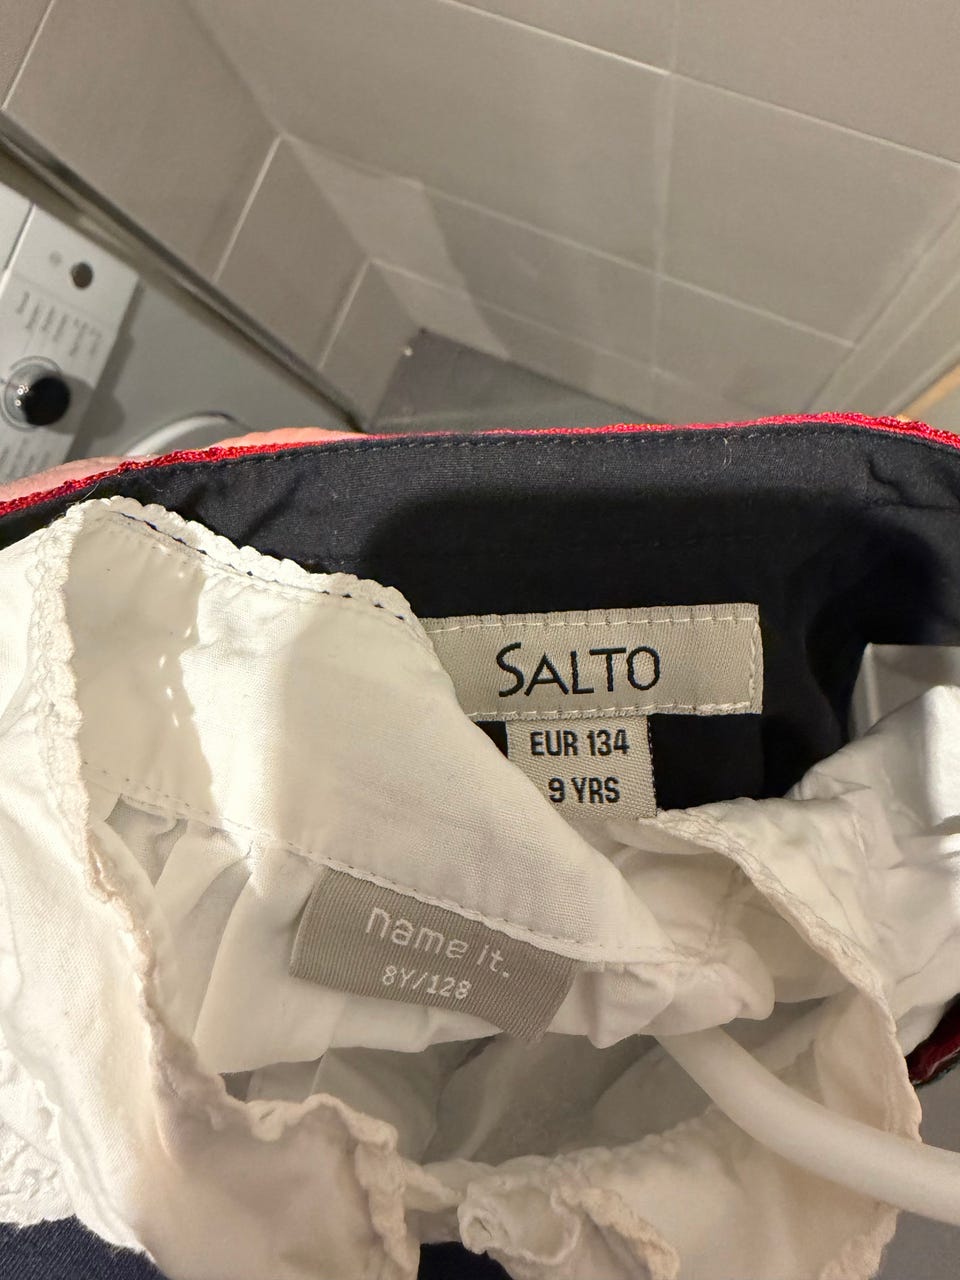 SALTO
EUR 134
9 YRS
name it.
8Y/128